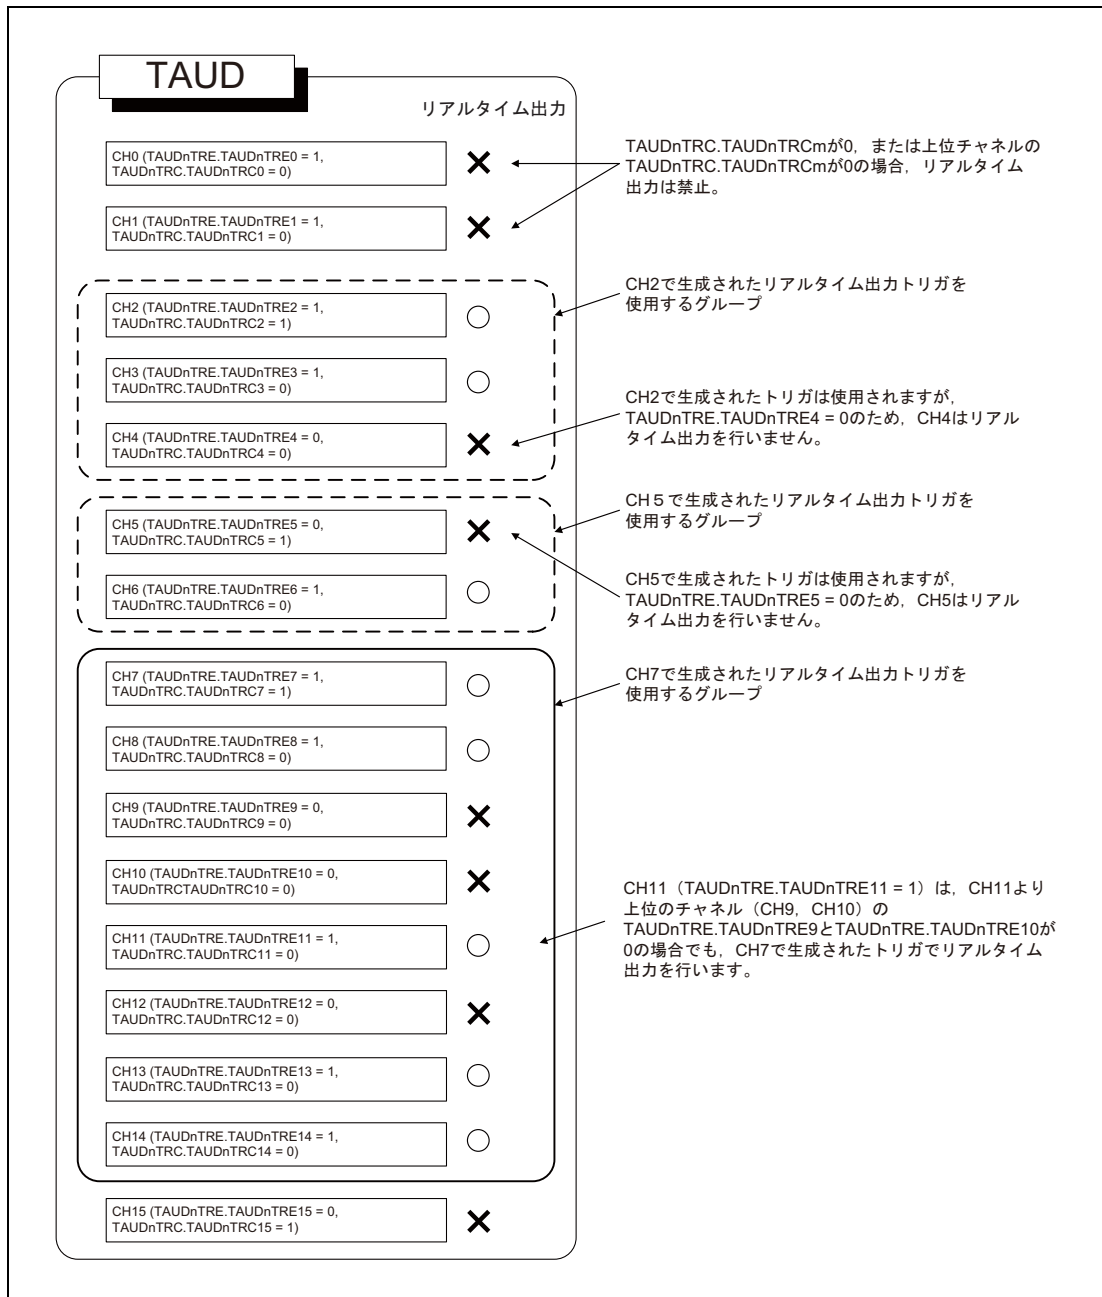 TAUD
リアルタイム出力
CH0 (TAUDnTRE.TAUDnTRE0 = 1,
TAUDnTRC.TAUDnTRC0 = 0)
TAUDnTRC.TAUDnTRCmが0，または上位チャネルの
TAUDnTRC.TAUDnTRCmが0の場合，リアルタイム
出力は禁止。
CH1 (TAUDnTRE.TAUDnTRE1 = 1,
TAUDnTRC.TAUDnTRC1 = 0)
CH2で生成されたリアルタイム出力トリガを
使用するグループ
CH2 (TAUDnTRE.TAUDnTRE2 = 1,
TAUDnTRC.TAUDnTRC2 = 1)
CH3 (TAUDnTRE.TAUDnTRE3 = 1,
TAUDnTRC.TAUDnTRC3 = 0)
CH2で生成されたトリガは使用されますが，
TAUDnTRE.TAUDnTRE4 = 0のため，CH4はリアル
タイム出力を行いません。
CH4 (TAUDnTRE.TAUDnTRE4 = 0,
TAUDnTRC.TAUDnTRC4 = 0)
CH５で生成されたリアルタイム出力トリガを
使用するグループ
CH5 (TAUDnTRE.TAUDnTRE5 = 0,
TAUDnTRC.TAUDnTRC5 = 1)
CH5で生成されたトリガは使用されますが，
TAUDnTRE.TAUDnTRE5 = 0のため，CH5はリアル
タイム出力を行いません。
CH6 (TAUDnTRE.TAUDnTRE6 = 1,
TAUDnTRC.TAUDnTRC6 = 0)
CH7で生成されたリアルタイム出力トリガを
使用するグループ
CH7 (TAUDnTRE.TAUDnTRE7 = 1,
TAUDnTRC.TAUDnTRC7 = 1)
CH8 (TAUDnTRE.TAUDnTRE8 = 1,
TAUDnTRC.TAUDnTRC8 = 0)
CH9 (TAUDnTRE.TAUDnTRE9 = 0,
TAUDnTRC.TAUDnTRC9 = 0)
CH10 (TAUDnTRE.TAUDnTRE10 = 0,
TAUDnTRCTAUDnTRC10 = 0)
CH11（TAUDnTRE.TAUDnTRE11 = 1）は，CH11より
上位のチャネル（CH9，CH10）の
TAUDnTRE.TAUDnTRE9とTAUDnTRE.TAUDnTRE10が
0の場合でも，CH7で生成されたトリガでリアルタイム
出力を行います。
CH11 (TAUDnTRE.TAUDnTRE11 = 1,
TAUDnTRC.TAUDnTRC11 = 0)
CH12 (TAUDnTRE.TAUDnTRE12 = 0,
TAUDnTRC.TAUDnTRC12 = 0)
CH13 (TAUDnTRE.TAUDnTRE13 = 1,
TAUDnTRC.TAUDnTRC13 = 0)
CH14 (TAUDnTRE.TAUDnTRE14 = 1,
TAUDnTRC.TAUDnTRC14 = 0)
CH15 (TAUDnTRE.TAUDnTRE15 = 0,
TAUDnTRC.TAUDnTRC15 = 1)